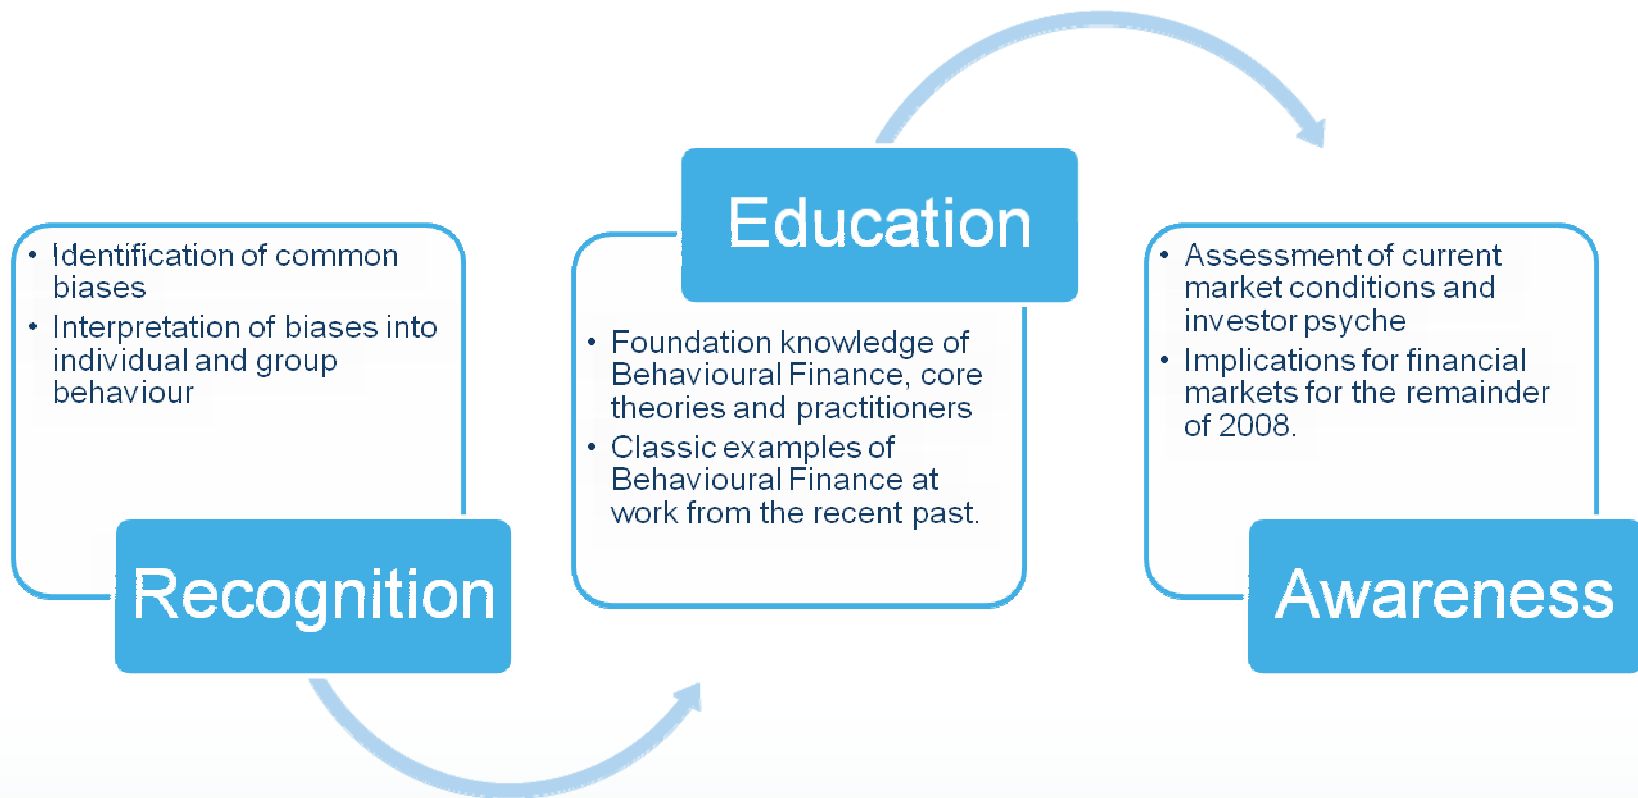 • Identification of common
biases
• Interpretation of biases into
individual and group
behaviour
Recognition
Education
• Foundation knowledge of
Behavioural Finance, core
theories and practitioners
• Classic examples of
Behavioural Finance at
work from the recent past.
• Assessment of current
market conditions and
investor psyche
• Implications for financial
markets for the remainder
of 2008.
Awareness